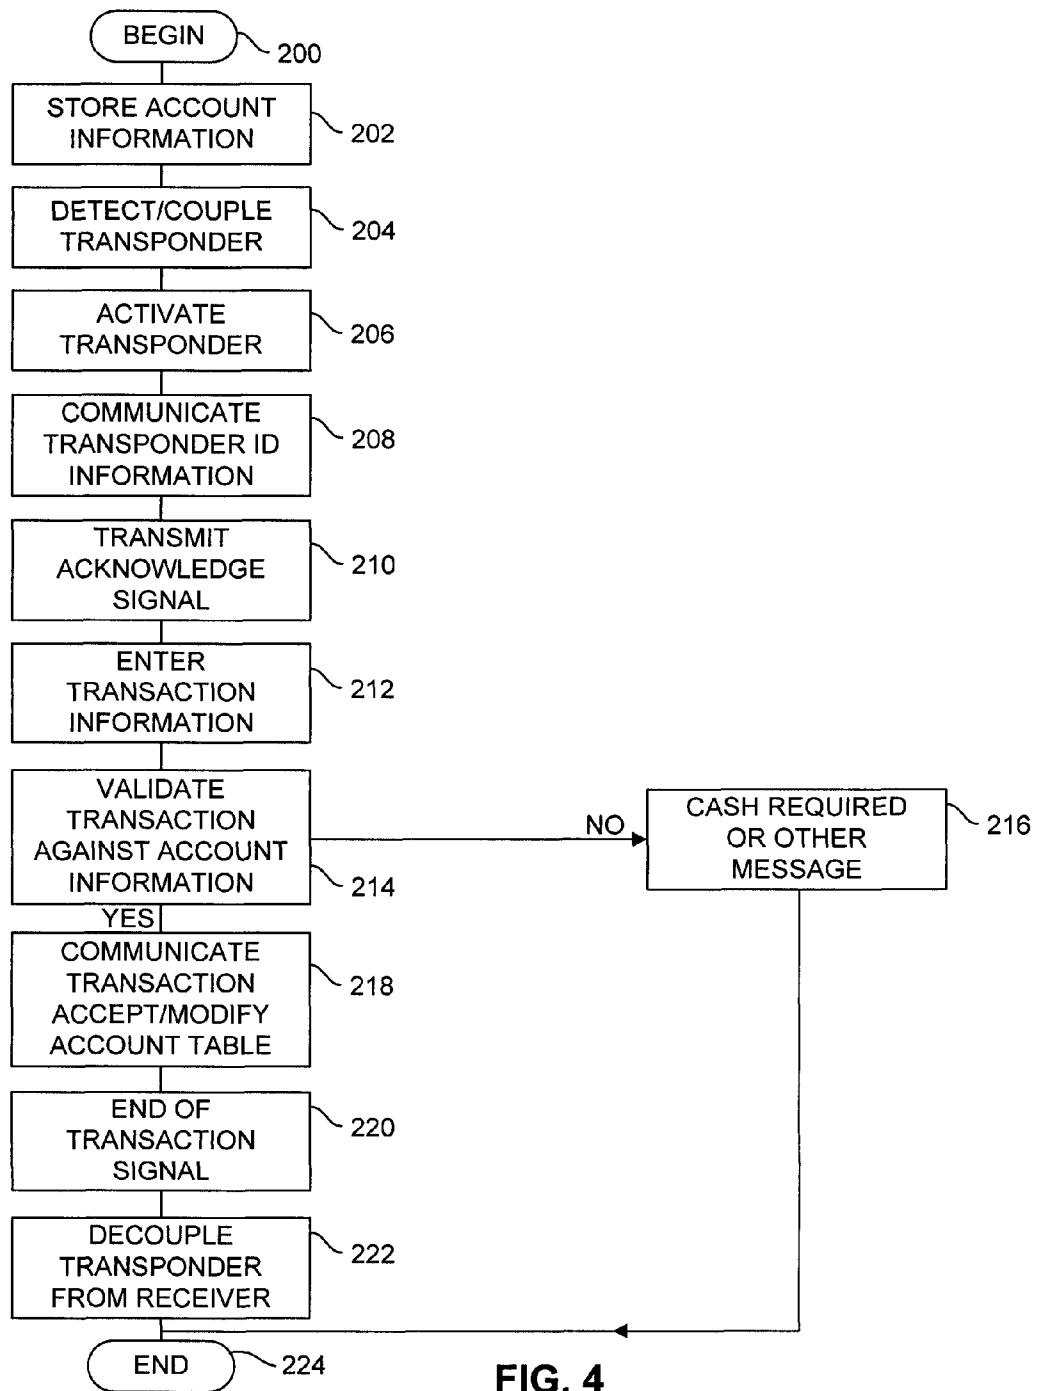 BEGIN
200
STORE ACCOUNT
INFORMATION
202
DETECT/COUPLE
TRANSPONDER
204
ACTIVATE
TRANSPONDER
206
COMMUNICATE
TRANSPONDER ID
INFORMATION
208
TRANSMIT
ACKNOWLEDGE
SIGNAL
210
ENTER
TRANSACTION
INFORMATION
212
VALIDATE
TRANSACTION
AGAINST ACCOUNT
INFORMATION
214
NO
CASH REQUIRED
OR OTHER
MESSAGE
216
YES
COMMUNICATE
TRANSACTION
ACCEPT/MODIFY
ACCOUNT TABLE
218
END OF
TRANSACTION
SIGNAL
220
DECOUPLE
TRANSPONDER
FROM RECEIVER
222
END
224
FIG. 4